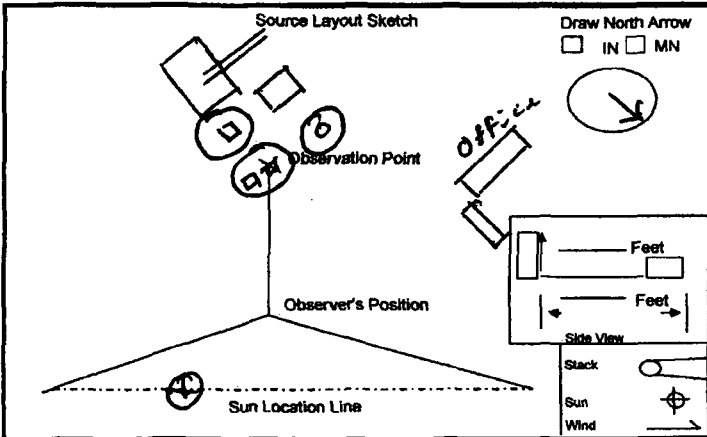 Source Layout Sketch
Draw North Arrow
IN MN
Office
Observation Point
Feet
Observer's Position
Feet
Side View
Stack
Sun
Sun Location Line
Wind